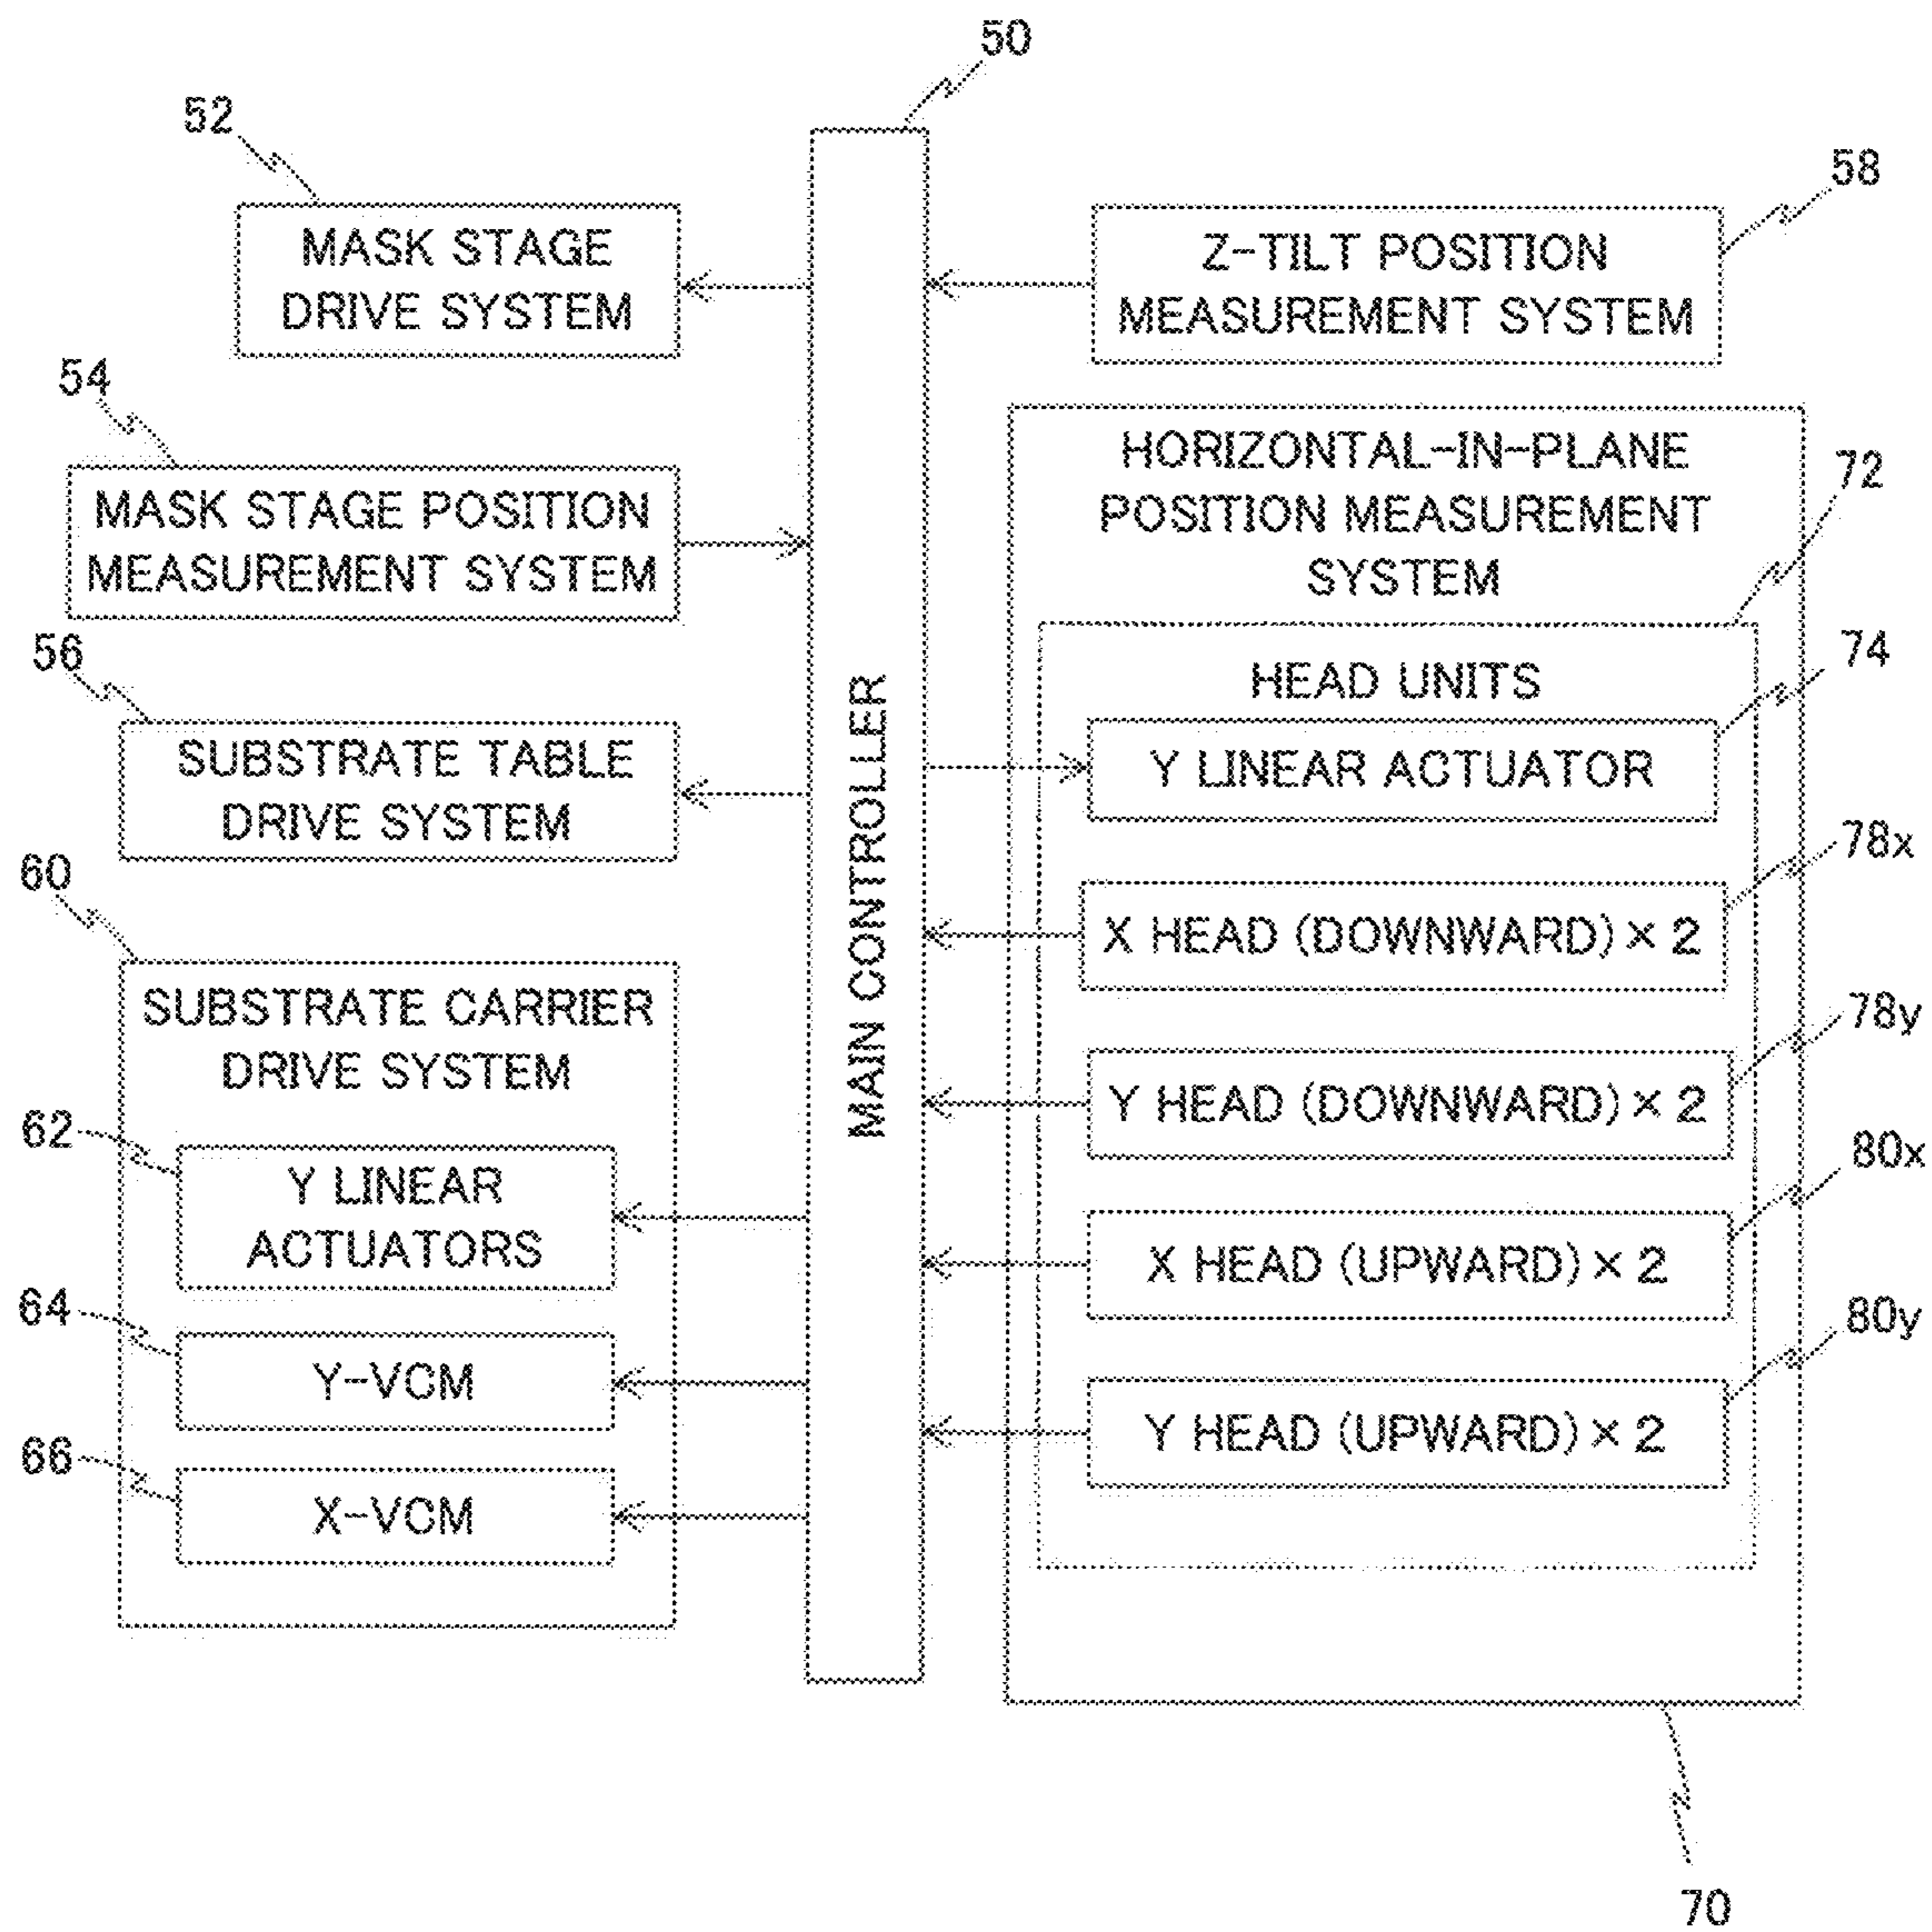 50
52
MASK STAGE
DRIVE SYSTEM
54
MASK STAGE POSITION
MEASUREMENT SYSTEM
56
SUBSTRATE TABLE
DRIVE SYSTEM
60
SUBSTRATE CARRIER
DRIVE SYSTEM
62
Y LINEAR
ACTUATORS
64
Y-VCM
66
X-VCM
MAIN CONTROLLER
58
Z-TILT POSITION
MEASUREMENT SYSTEM
HORIZONTAL-IN-PLANE
POSITION MEASUREMENT
SYSTEM
72
HEAD UNITS
74
Y LINEAR ACTUATOR
78x
X HEAD (DOWNWARD) × 2
78y
Y HEAD (DOWNWARD) × 2
80x
X HEAD (UPWARD) × 2
80y
Y HEAD (UPWARD) × 2
70